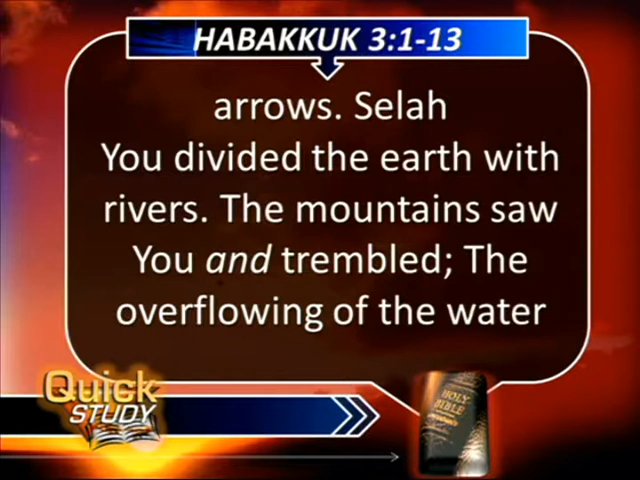 HABAKKUK 3:1-13
arrows. Selah
You divided the earth with
rivers. The mountains saw
You and trembled; The
overflowing of the water
Quick
STUDY
HOLY
BIBLE